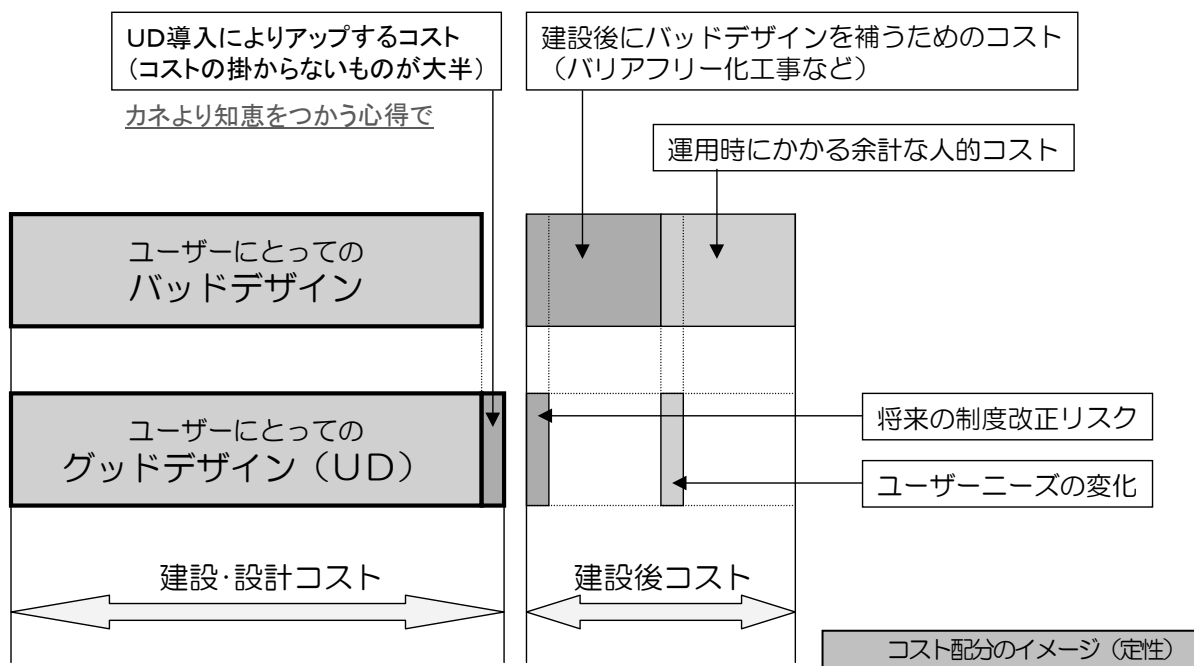 UD導入によりアップするコスト
（コストの掛からないものが大半）
カネより知恵をつかう心得で
建設後にバッドデザインを補うためのコスト
（バリアフリー化工事など）
運用時にかかる余計な人的コスト
ユーザーにとっての
バッドデザイン
ユーザーにとっての
グッドデザイン（UD）
将来の制度改正リスク
ユーザーニーズの変化
建設・設計コスト
建設後コスト
コスト配分のイメージ（定性）